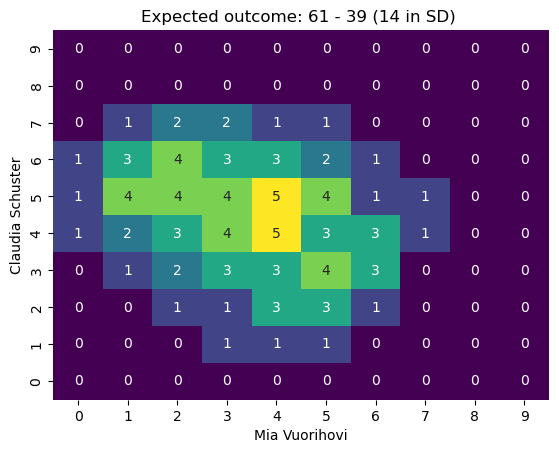 Expected outcome: 61 - 39 (14 in SD)
Claudia Schuster
9 0 0 0 0 0 0 0 0 0 0
8 0 0 0 0 0 0 0 0 0 0
7 0 1 2 2 1 1 0 0 0 0
6 1 3 4 3 3 2 1 0 0 0
5 1 4 4 4 5 4 1 1 0 0
4 1 2 3 4 5 3 3 1 0 0
3 0 1 2 3 3 4 3 0 0 0
2 0 0 1 1 3 3 1 0 0 0
1 0 0 0 1 1 1 0 0 0 0
0 0 0 0 0 0 0 0 0 0 0
0 1 2 3 4 5 6 7 8 9
Mia Vuorihovi